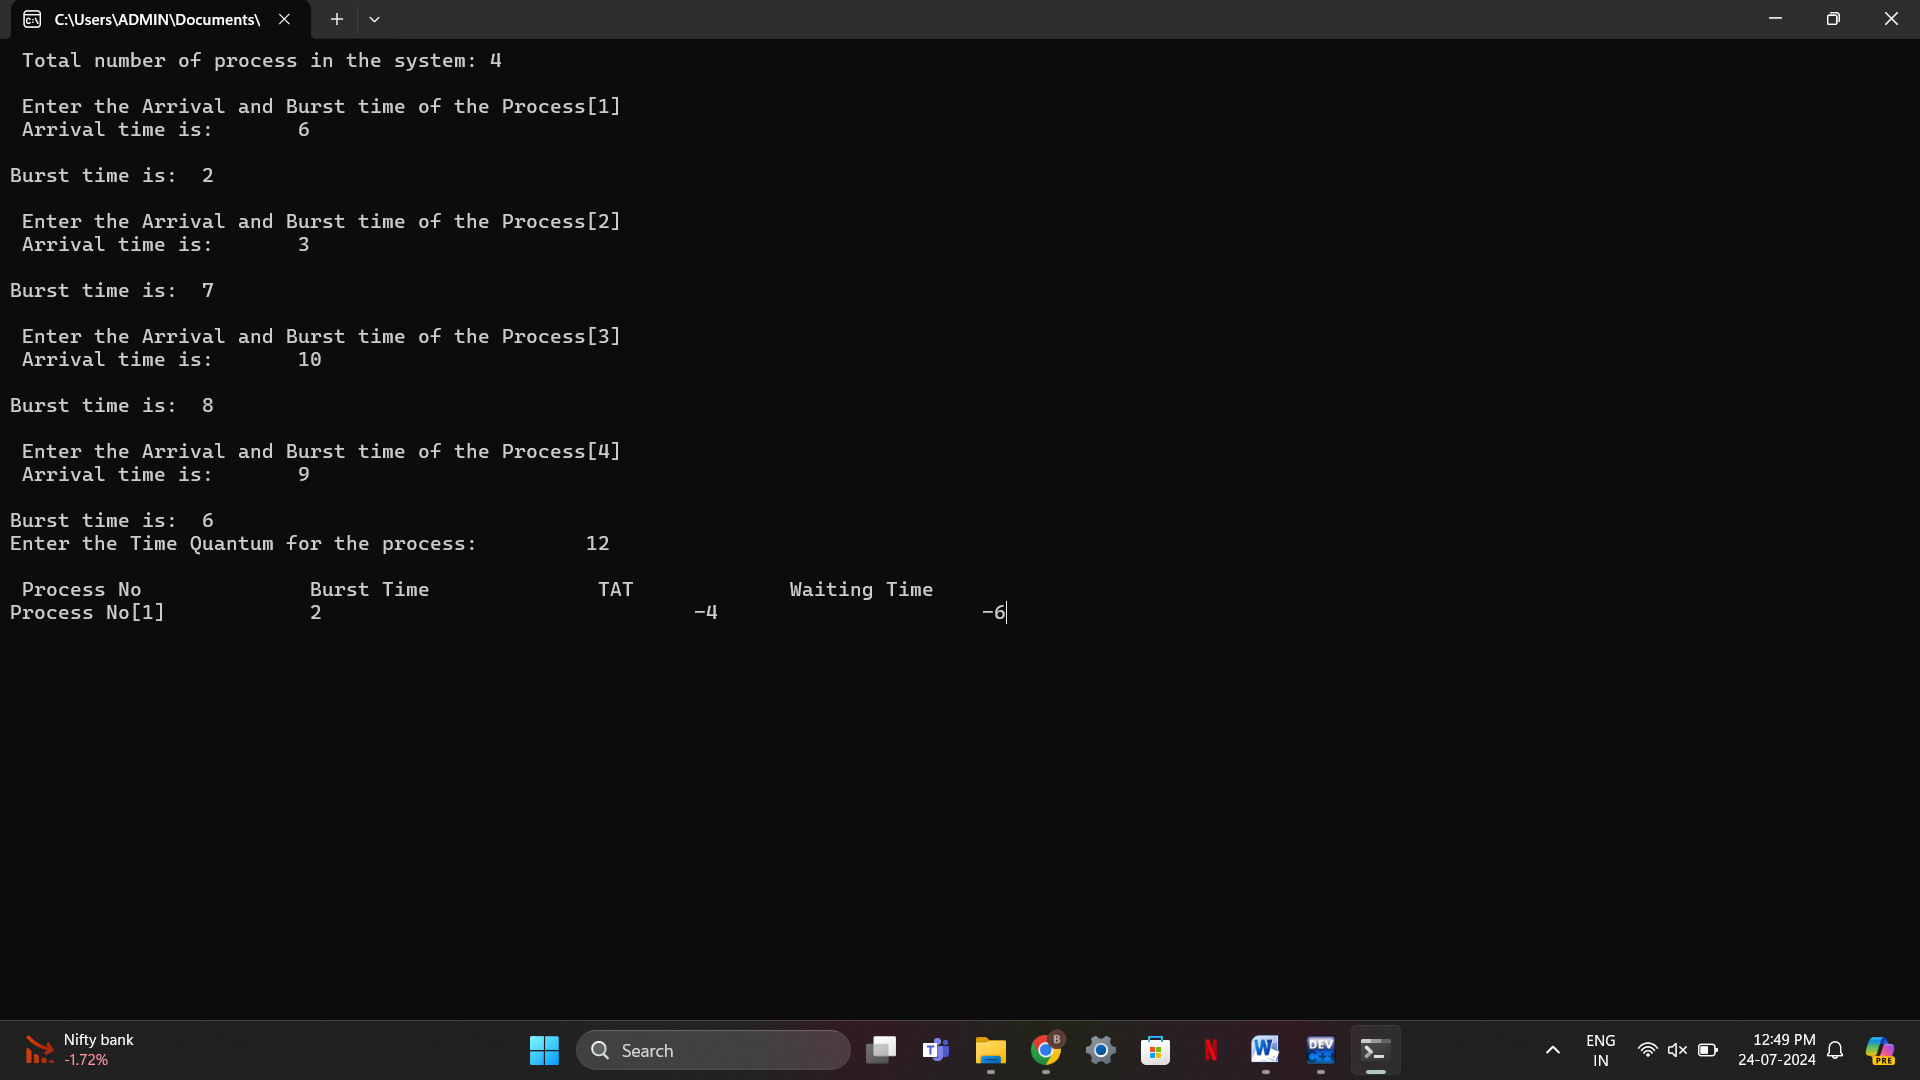 C:\Users\ADMIN\Documents\
Total number of process in the system: 4
Enter the Arrival and Burst time of the Process[1]
Arrival time is: 6
Burst time is: 2
Enter the Arrival and Burst time of the Process[2]
Arrival time is: 3
Burst time is: 7
Enter the Arrival and Burst time of the Process[3]
Arrival time is: 10
Burst time is: 8
Enter the Arrival and Burst time of the Process[4]
Arrival time is: 9
Burst time is: 6
Enter the Time Quantum for the process: 12
Process No Burst Time TAT Waiting Time
Process No[1] 2 -4 -6
Nifty bank
-1.72%
Search
B
T
N
W
DEV
ENG
IN
12:49 PM
24-07-2024
PRE